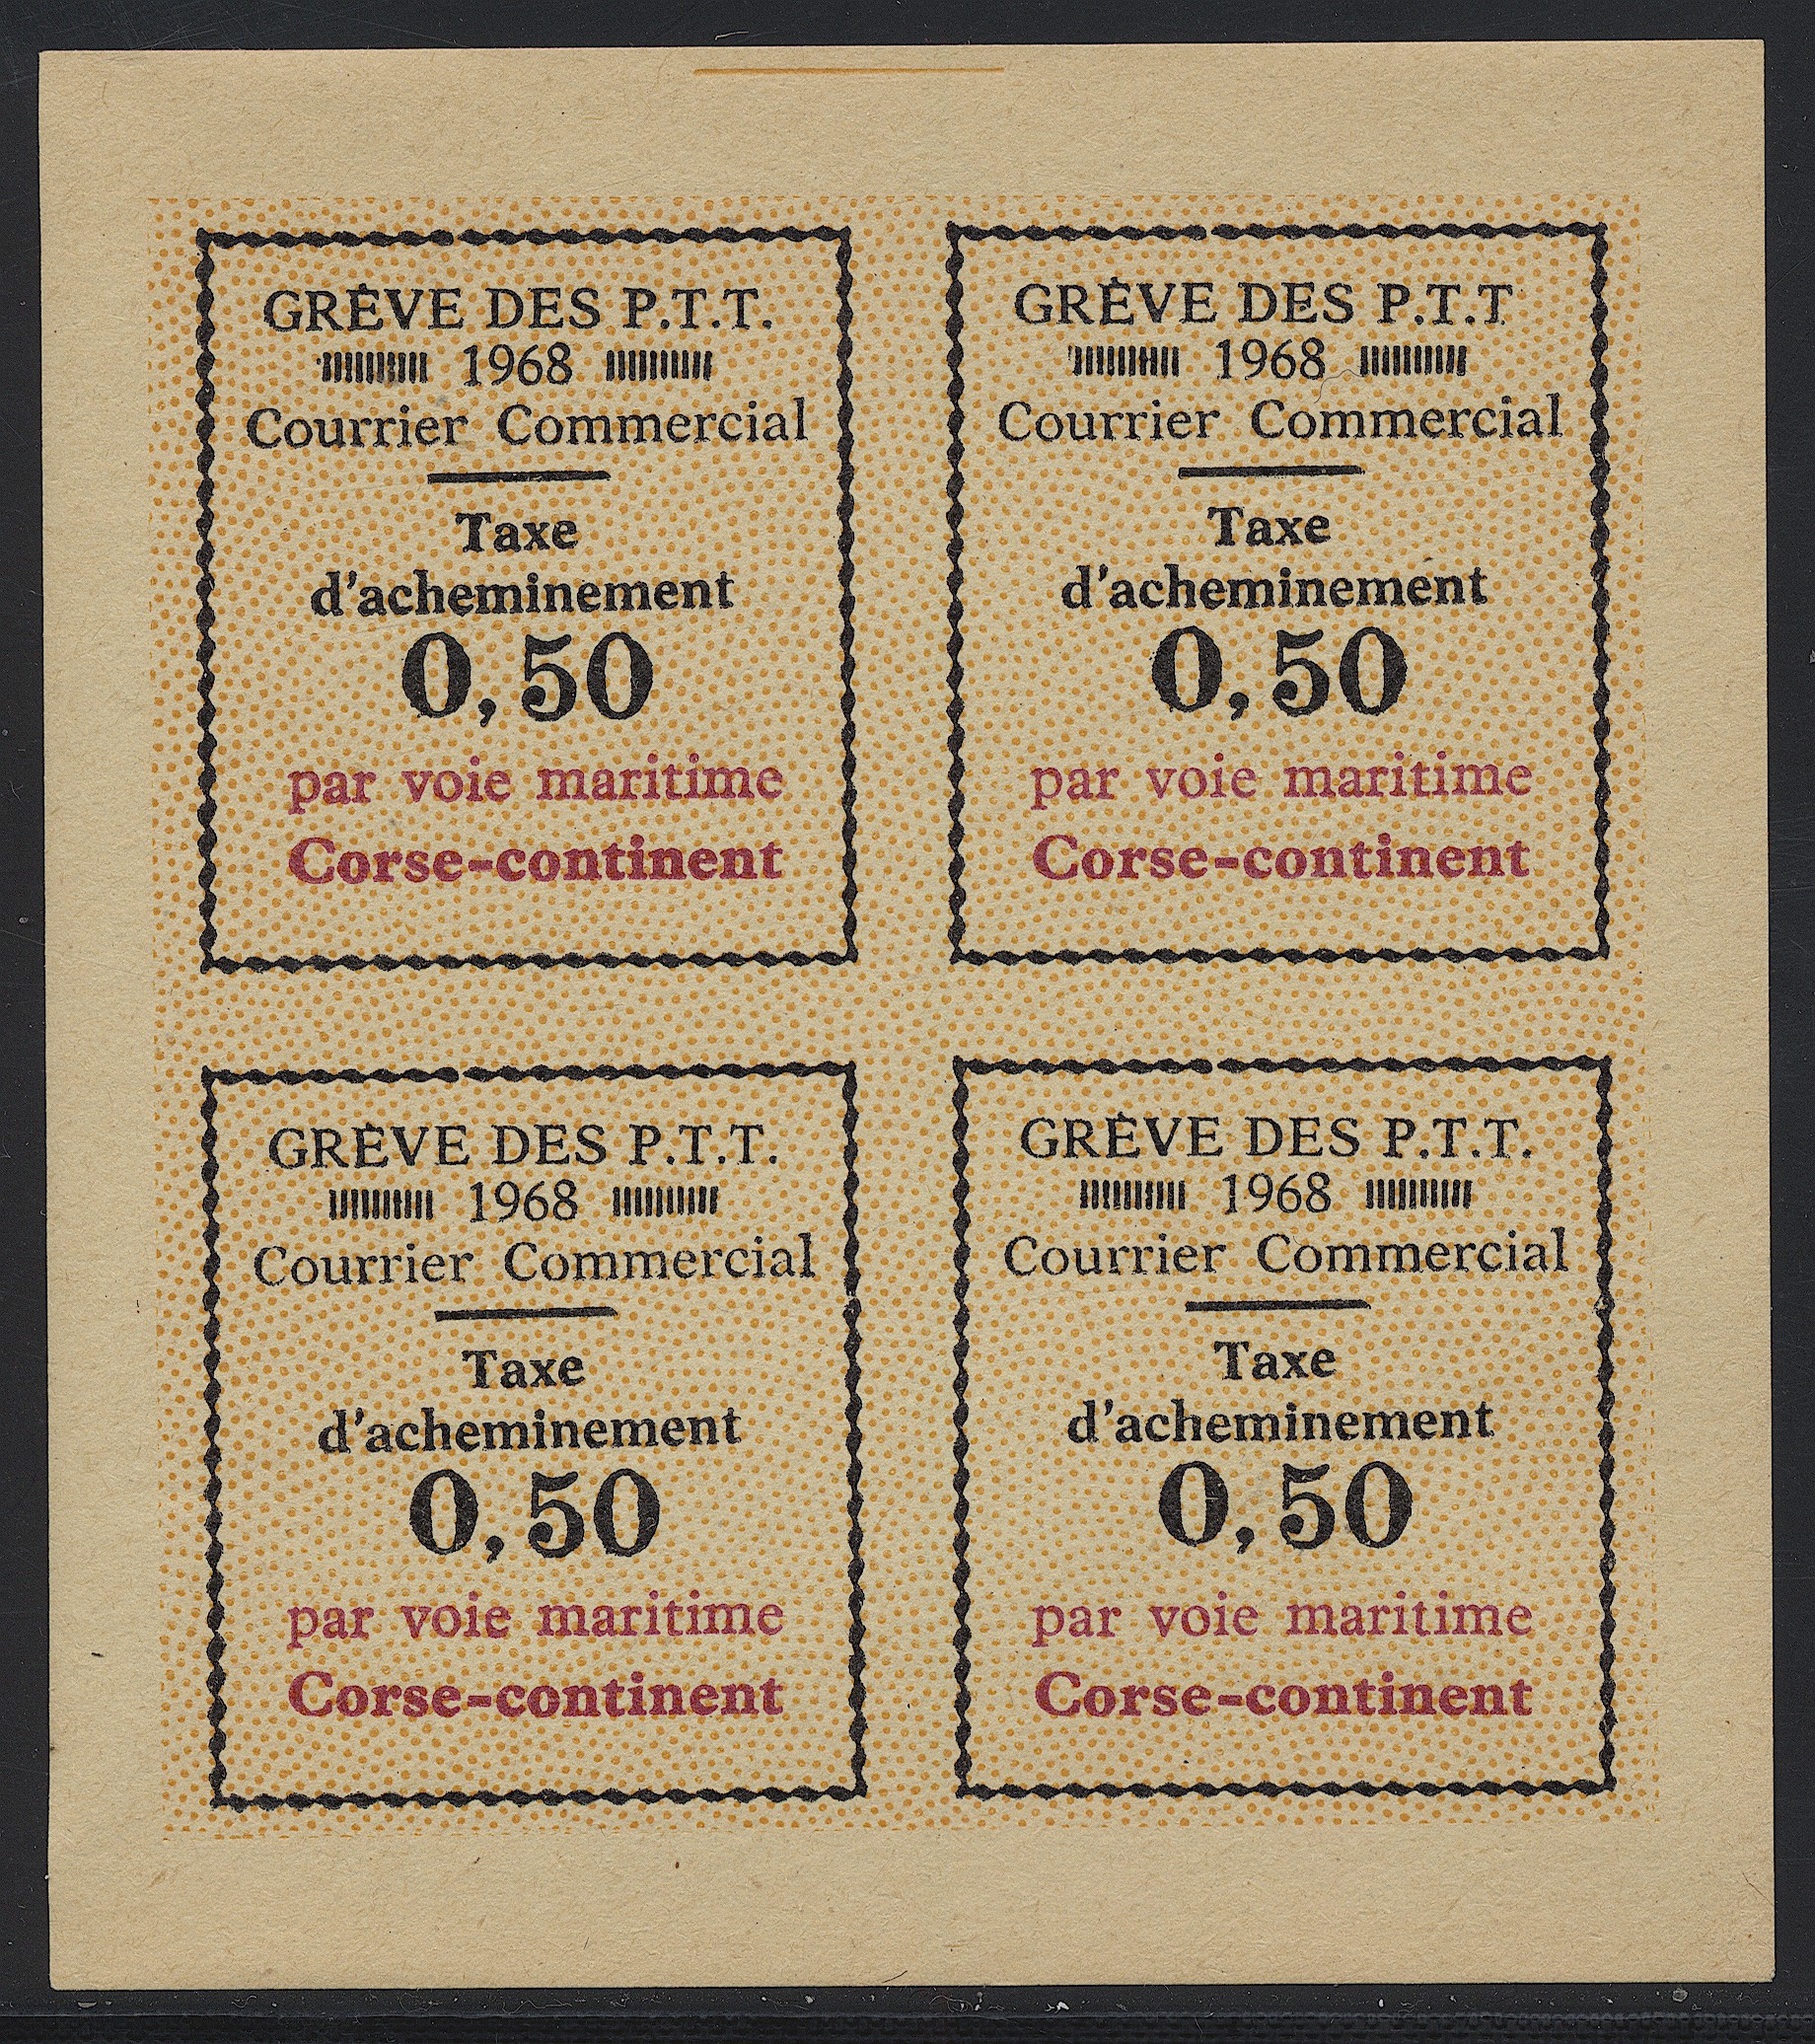 GRÈVE DES P.T.T.
1968
Courrier Commercial
Taxe
d'acheminement
0,50
par voie maritime
Corse-continent
GRÈVE DES P.T.T
1968
Courrier Commercial
Taxe
d'acheminement
0,50
par voie maritime
Corse-continent
GRÈVE DES P.T.T.
1968
Courrier Commercial
Taxe
d'acheminement
0,50
par voie maritime
Corse-continent
GRÈVE DES P.T.T.
1968
Courrier Commercial
Taxe
d'acheminement
0,50
par voie maritime
Corse-continent